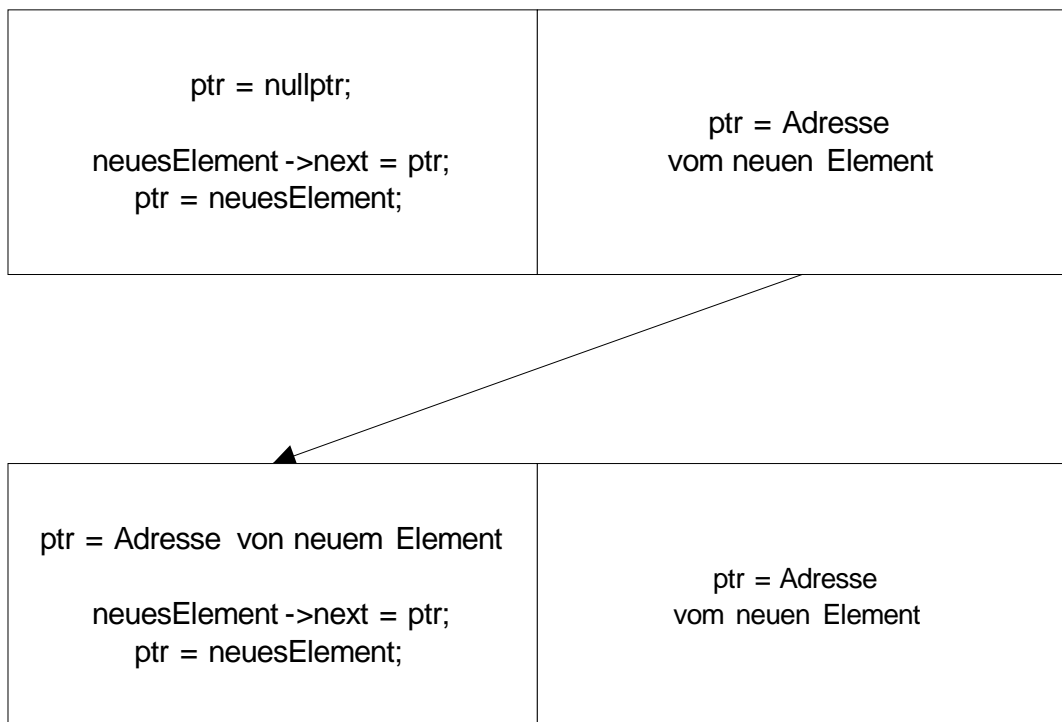 ptr = nullptr;
neuesElement->next = ptr;
ptr = neuesElement;
ptr = Adresse
vom neuen Element
ptr = Adresse von neuem Element
neuesElement->next = ptr;
ptr = neuesElement;
ptr = Adresse
vom neuen Element